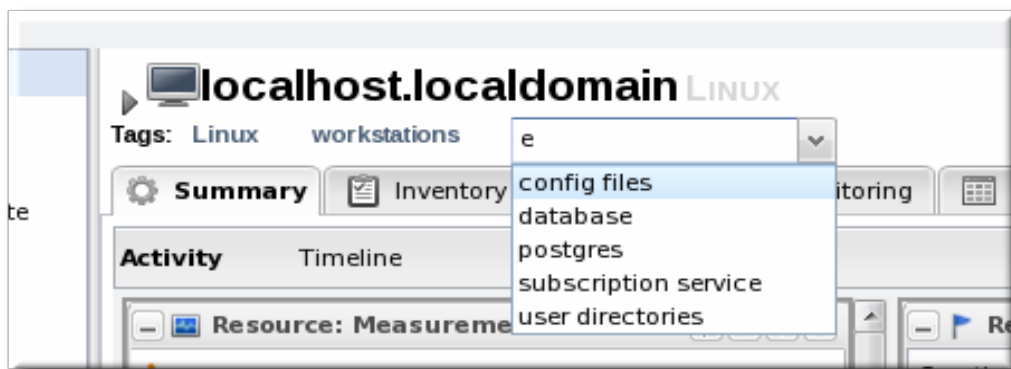 localhost.localdomain LINUX
Tags: Linux workstations e
Summary Inventory itoring
te
config files
database
postgres
subscription service
user directories
Activity Timeline
Resource: Measureme Re